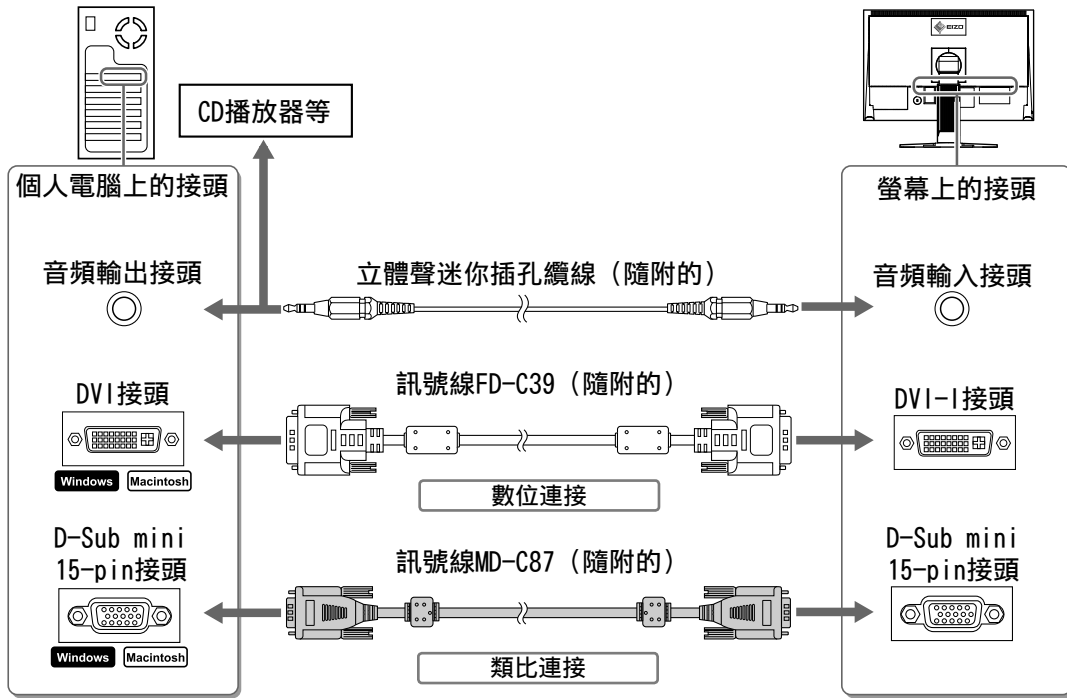 EIZO
CD播放器等
個人電腦上的接頭
螢幕上的接頭
音頻輸出接頭
立體聲迷你插孔纜線（隨附的）
音頻輸入接頭
DVI接頭
訊號線FD-C39（隨附的）
DVI-I接頭
Windows Macintosh
數位連接
D-Sub mini
15-pin接頭
訊號線MD-C87（隨附的）
D-Sub mini
15-pin接頭
Windows Macintosh
類比連接